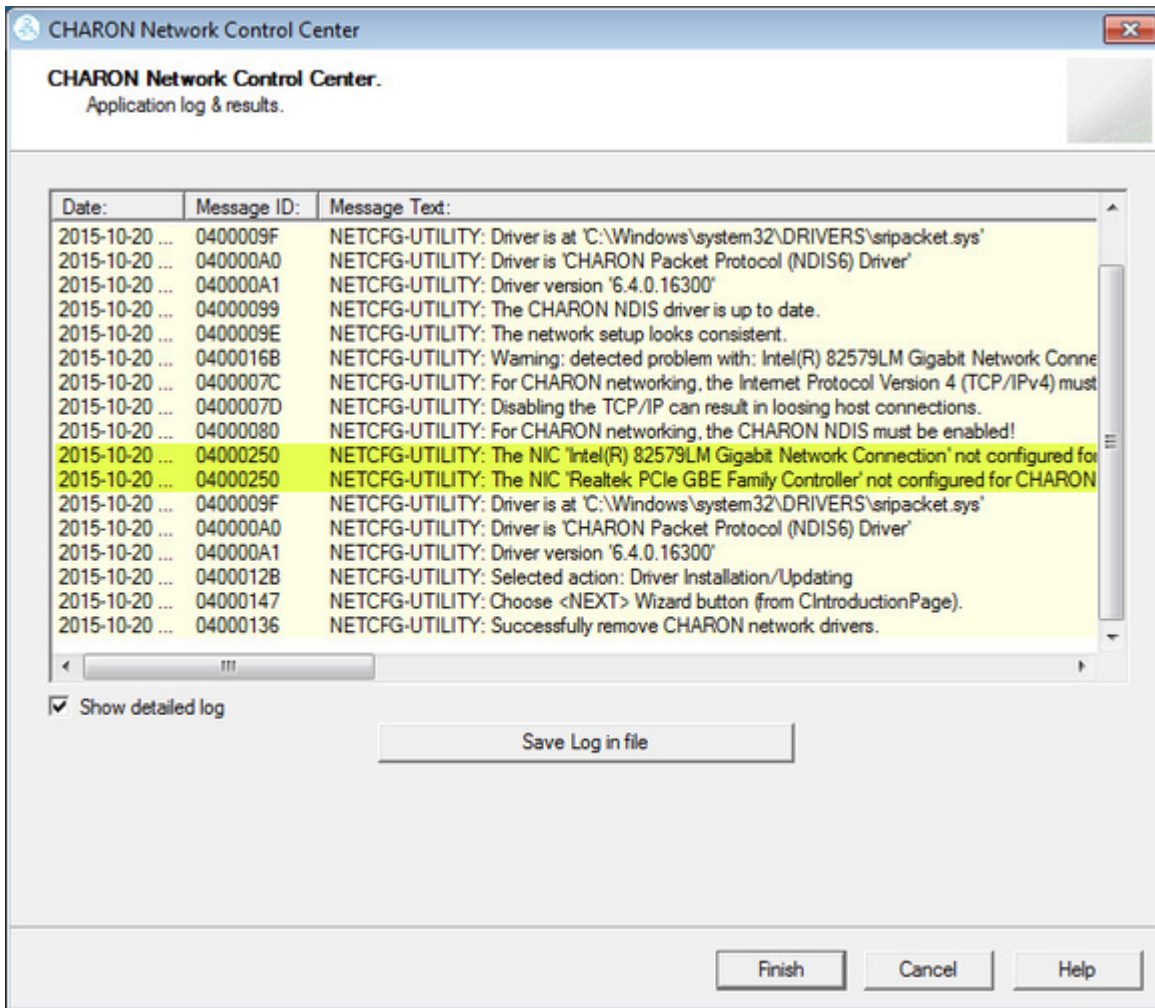 CHARON Network Control Center
CHARON Network Control Center.
Application log & results.
Date: Message ID: Message Text:
2015-10-20 ... 0400009F NETCFG-UTILITY: Driver is at 'C:\Windows\system32\DRIVERS\sripacket.sys'
2015-10-20 ... 040000A0 NETCFG-UTILITY: Driver is 'CHARON Packet Protocol (NDIS6) Driver'
2015-10-20 ... 040000A1 NETCFG-UTILITY: Driver version '6.4.0.16300'
2015-10-20 ... 04000099 NETCFG-UTILITY: The CHARON NDIS driver is up to date.
2015-10-20 ... 0400009E NETCFG-UTILITY: The network setup looks consistent.
2015-10-20 ... 0400016B NETCFG-UTILITY: Warning: detected problem with: Intel(R) 82579LM Gigabit Network Conne
2015-10-20 ... 0400007C NETCFG-UTILITY: For CHARON networking, the Internet Protocol Version 4 (TCP/IPv4) must
2015-10-20 ... 0400007D NETCFG-UTILITY: Disabling the TCP/IP can result in loosing host connections.
2015-10-20 ... 04000080 NETCFG-UTILITY: For CHARON networking, the CHARON NDIS must be enabled!
2015-10-20 ... 04000250 NETCFG-UTILITY: The NIC 'Intel(R) 82579LM Gigabit Network Connection' not configured for
2015-10-20 ... 04000250 NETCFG-UTILITY: The NIC 'Realtek PCIe GBE Family Controller' not configured for CHARON
2015-10-20 ... 0400009F NETCFG-UTILITY: Driver is at 'C:\Windows\system32\DRIVERS\sripacket.sys'
2015-10-20 ... 040000A0 NETCFG-UTILITY: Driver is 'CHARON Packet Protocol (NDIS6) Driver'
2015-10-20 ... 040000A1 NETCFG-UTILITY: Driver version '6.4.0.16300'
2015-10-20 ... 0400012B NETCFG-UTILITY: Selected action: Driver Installation/Updating
2015-10-20 ... 04000147 NETCFG-UTILITY: Choose <NEXT> Wizard button (from CIntroductionPage).
2015-10-20 ... 04000136 NETCFG-UTILITY: Successfully remove CHARON network drivers.
Show detailed log
Save Log in file
Finish Cancel Help